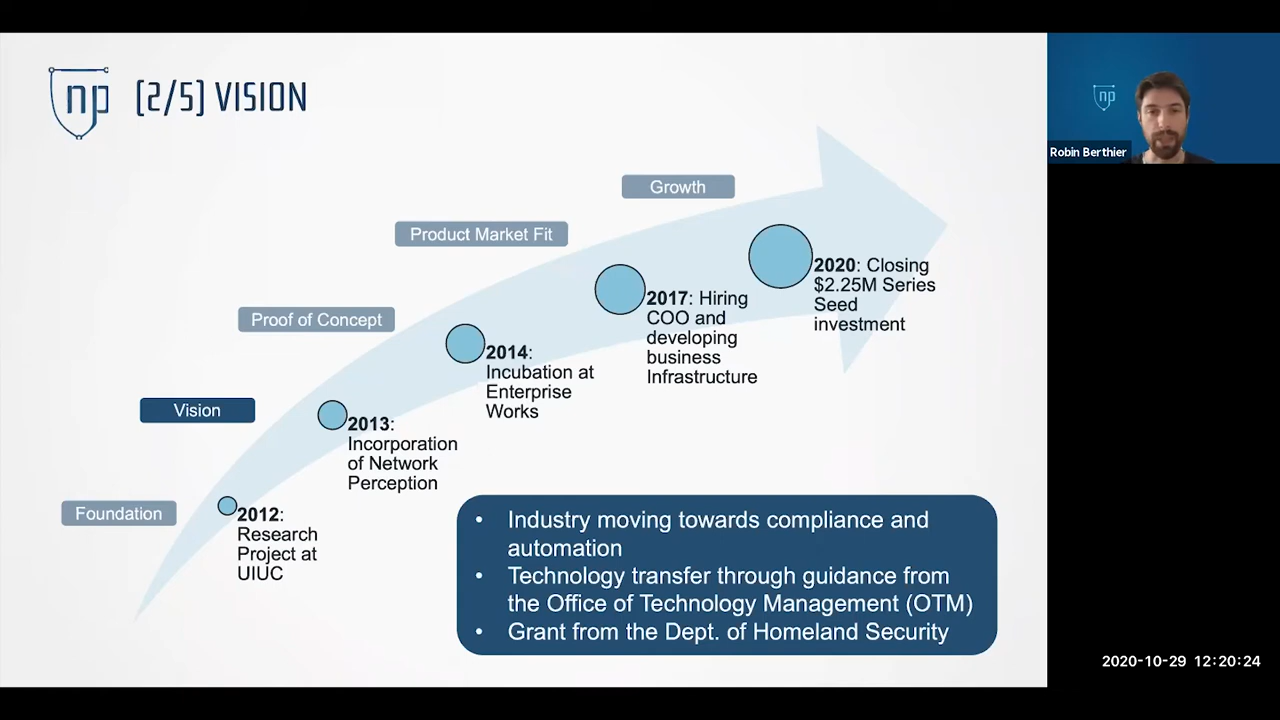 np [2/5] VISION
Growth
Product Market Fit
2020: Closing
$2.25M Series
Seed
investment
2017: Hiring
COO and
developing
business
Infrastructure
Proof of Concept
2014:
Incubation at
Enterprise
Works
Vision
2013:
Incorporation
of Network
Perception
Foundation
2012:
Research
Project at
UIUC
• Industry moving towards compliance and
automation
• Technology transfer through guidance from
the Office of Technology Management (OTM)
• Grant from the Dept. of Homeland Security
np
Robin Berthier
2020-10-29 12:20:24